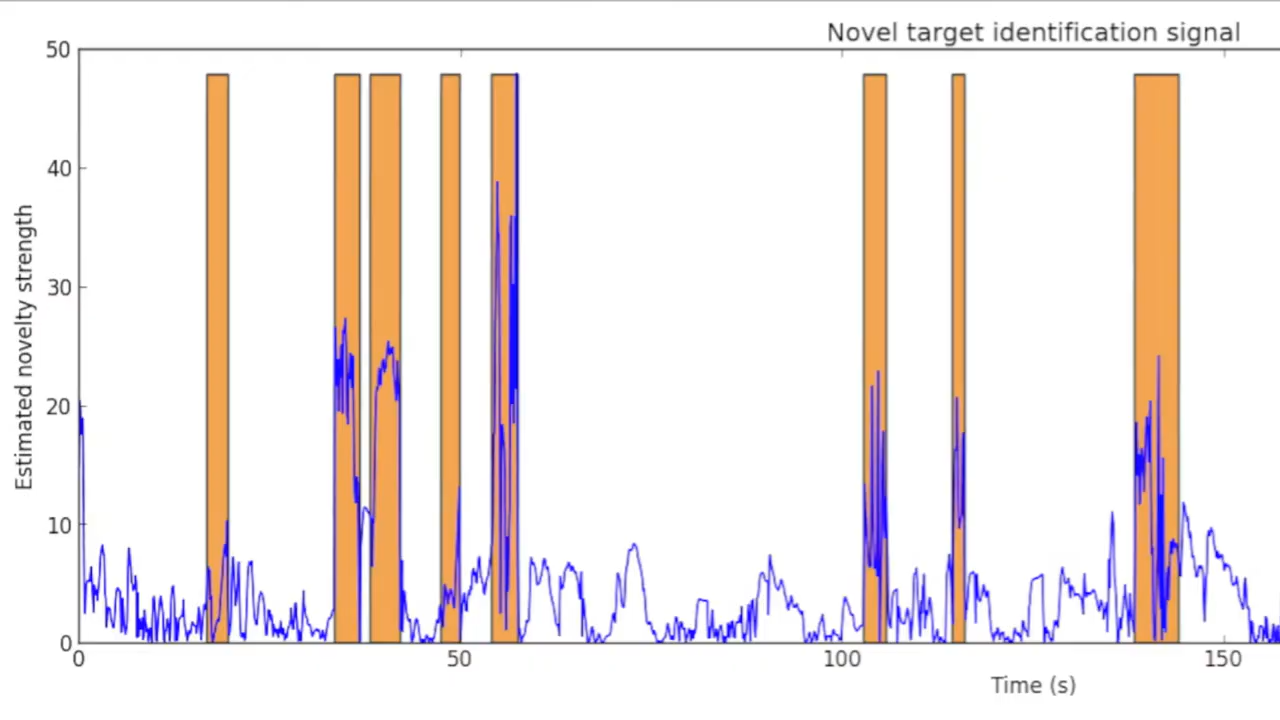 Novel target identification signal
50
40
30
20
10
0
Estimated novelty strength
0 50 100 150
Time (s)